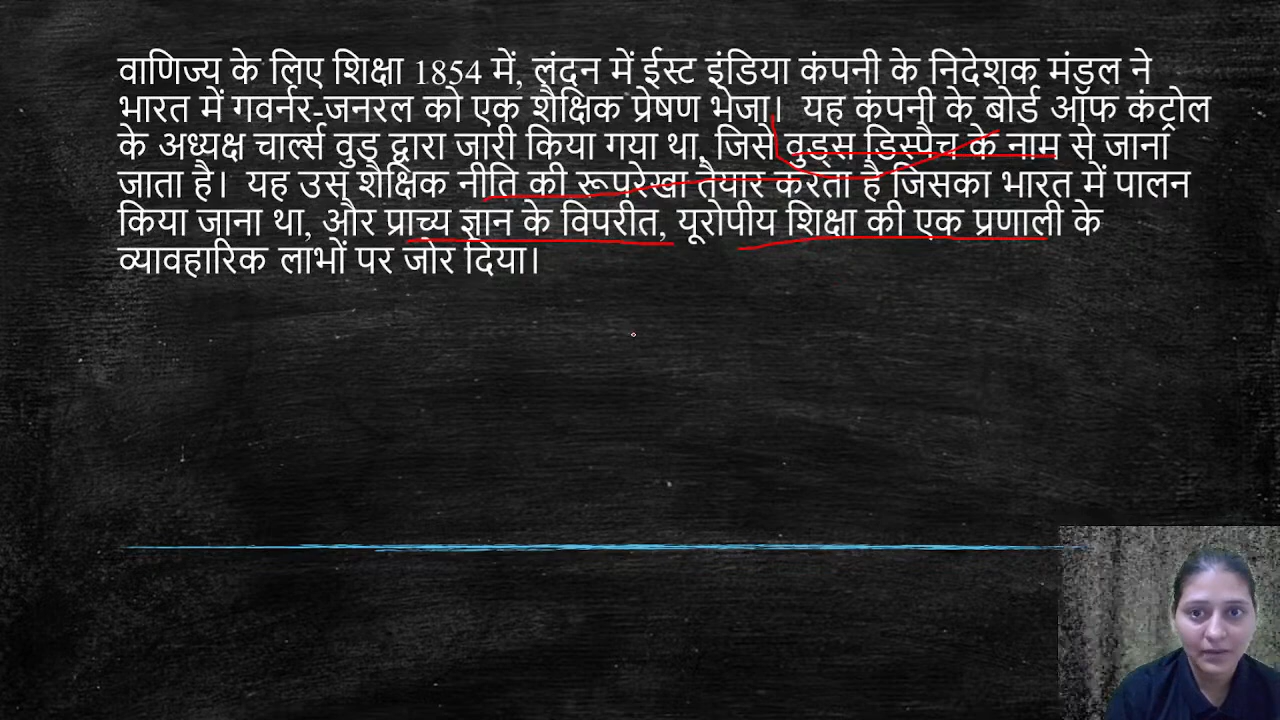 वाणिज्य के लिए शिक्षा 1854 में, लंदन में ईस्ट इंडिया कंपनी के निदेशक मंडल ने
भारत में गवर्नर-जनरल को एक शैक्षिक प्रेषण भेजा। यह कंपनी के बोर्ड ऑफ कंट्रोल
के अध्यक्ष चार्ल्स वुड द्वारा जारी किया गया था, जिसे वुड्स डिस्पैच के नाम से जाना
जाता है। यह उस शैक्षिक नीति की रूपरेखा तैयार करता है जिसका भारत में पालन
किया जाना था, और प्राच्य ज्ञान के विपरीत, यूरोपीय शिक्षा की एक प्रणाली के
व्यावहारिक लाभों पर जोर दिया।